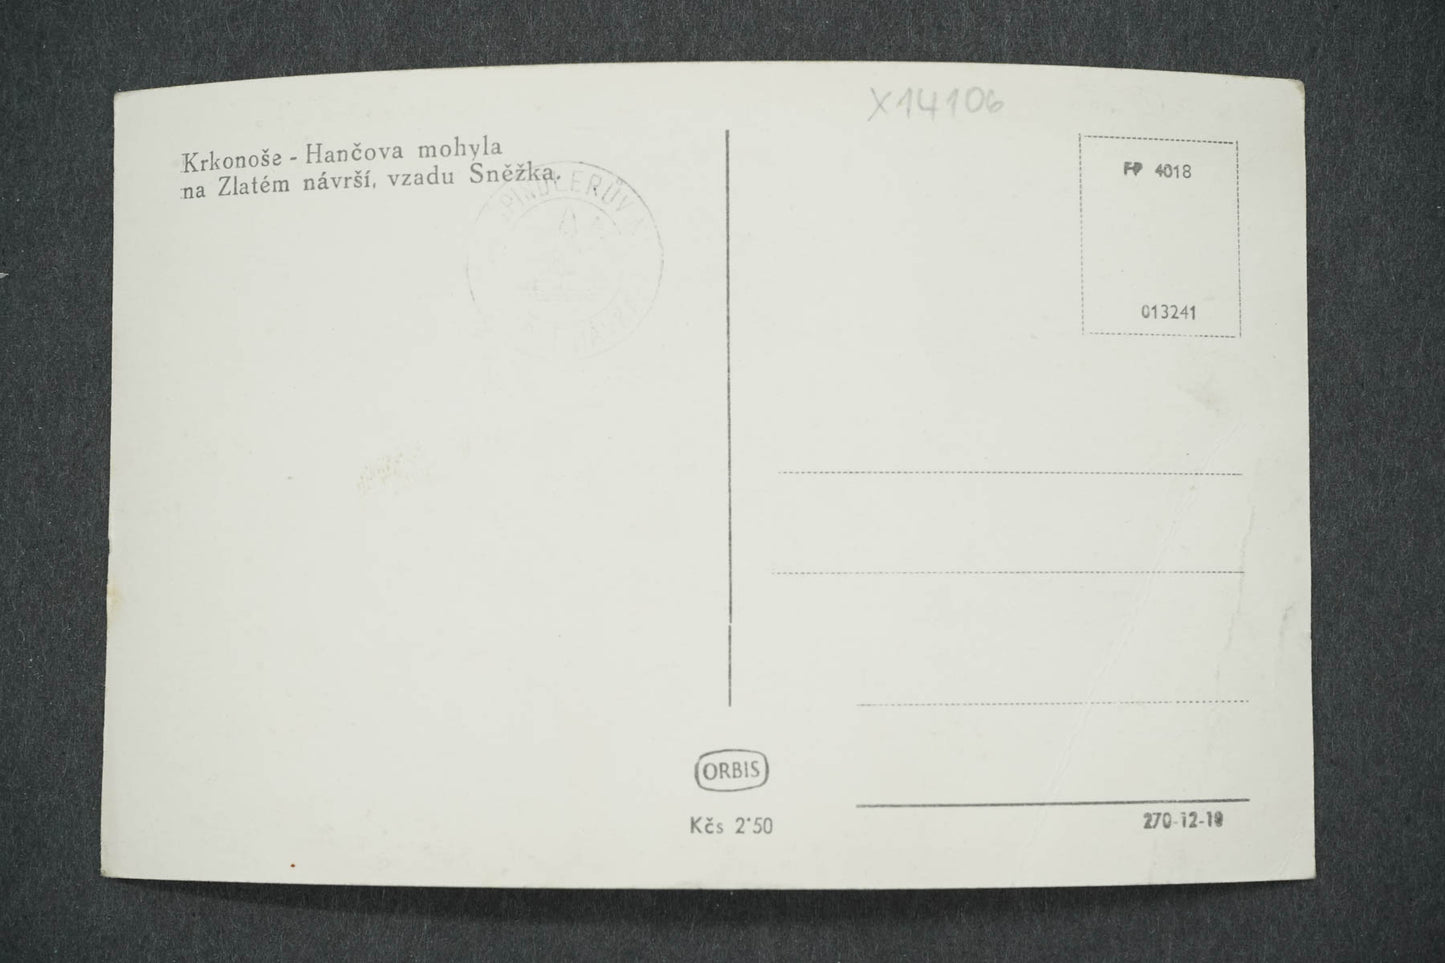 X14106
Krkonoše - Hančova mohyla
na Zlatém návrší, vzadu Sněžka.
FP 4018
013241
ORBIS
Kčs 2˙50
270-12-19